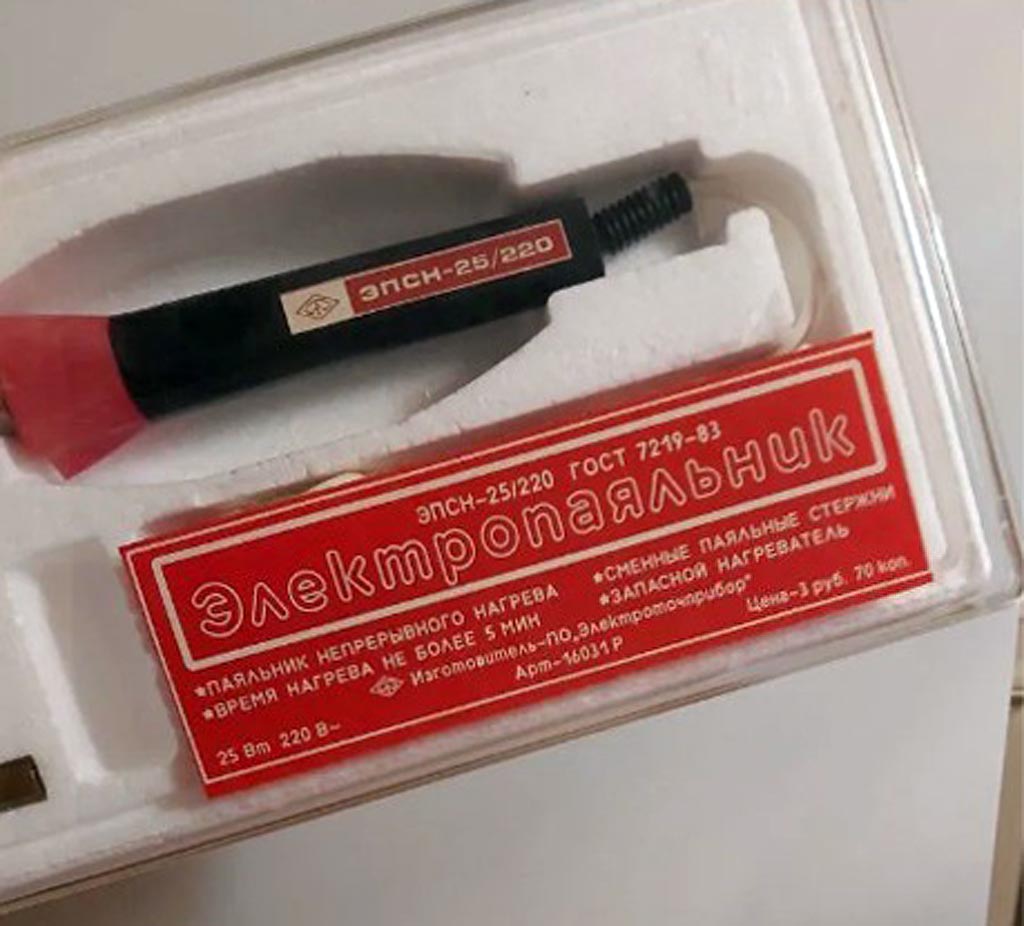 ЭПСН-25/220
ЭПСН-25/220 ГОСТ 7219-83
Электропаяльник
*ПАЯЛЬНИК НЕПРЕРЫВНОГО НАГРЕВА *СМЕННЫЕ ПАЯЛЬНЫЕ СТЕРЖНИ
*ВРЕМЯ НАГРЕВА НЕ БОЛЕЕ 5 МИН *ЗАПАСНОЙ НАГРЕВАТЕЛЬ
Изготовитель-ПО„Электроточприбор"
25 Вт 220 В~ Арт-16031 Р Цена-3 руб. 70 коп.